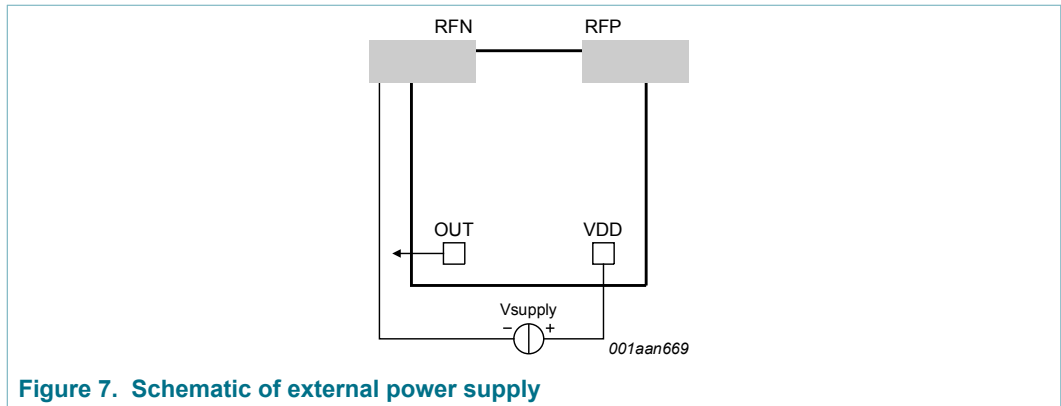 RFN RFP
OUT VDD
Vsupply
− +
001aan669
Figure 7. Schematic of external power supply